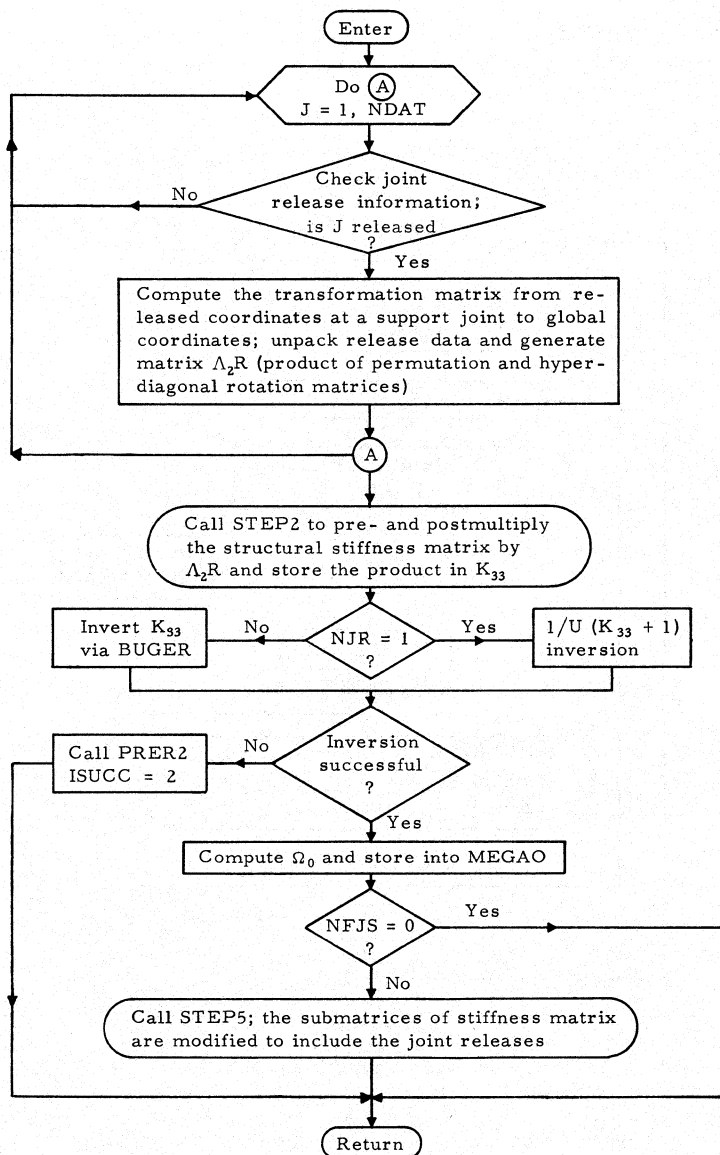 Enter
Do A
J = 1, NDAT
Check joint
release information;
is J released
?
No
Yes
Compute the transformation matrix from re-
leased coordinates at a support joint to global
coordinates; unpack release data and generate
matrix Λ₂R (product of permutation and hyper-
diagonal rotation matrices)
A
Call STEP2 to pre- and postmultiply
the structural stiffness matrix by
Λ₂R and store the product in K₃₃
Invert K₃₃
via BUGER
No
NJR = 1
?
Yes
1/U (K₃₃ + 1)
inversion
Call PRER2
ISUCC = 2
No
Inversion
successful
?
Yes
Compute Ω₀ and store into MEGAO
NFJS = 0
?
Yes
No
Call STEP5; the submatrices of stiffness matrix
are modified to include the joint releases
Return